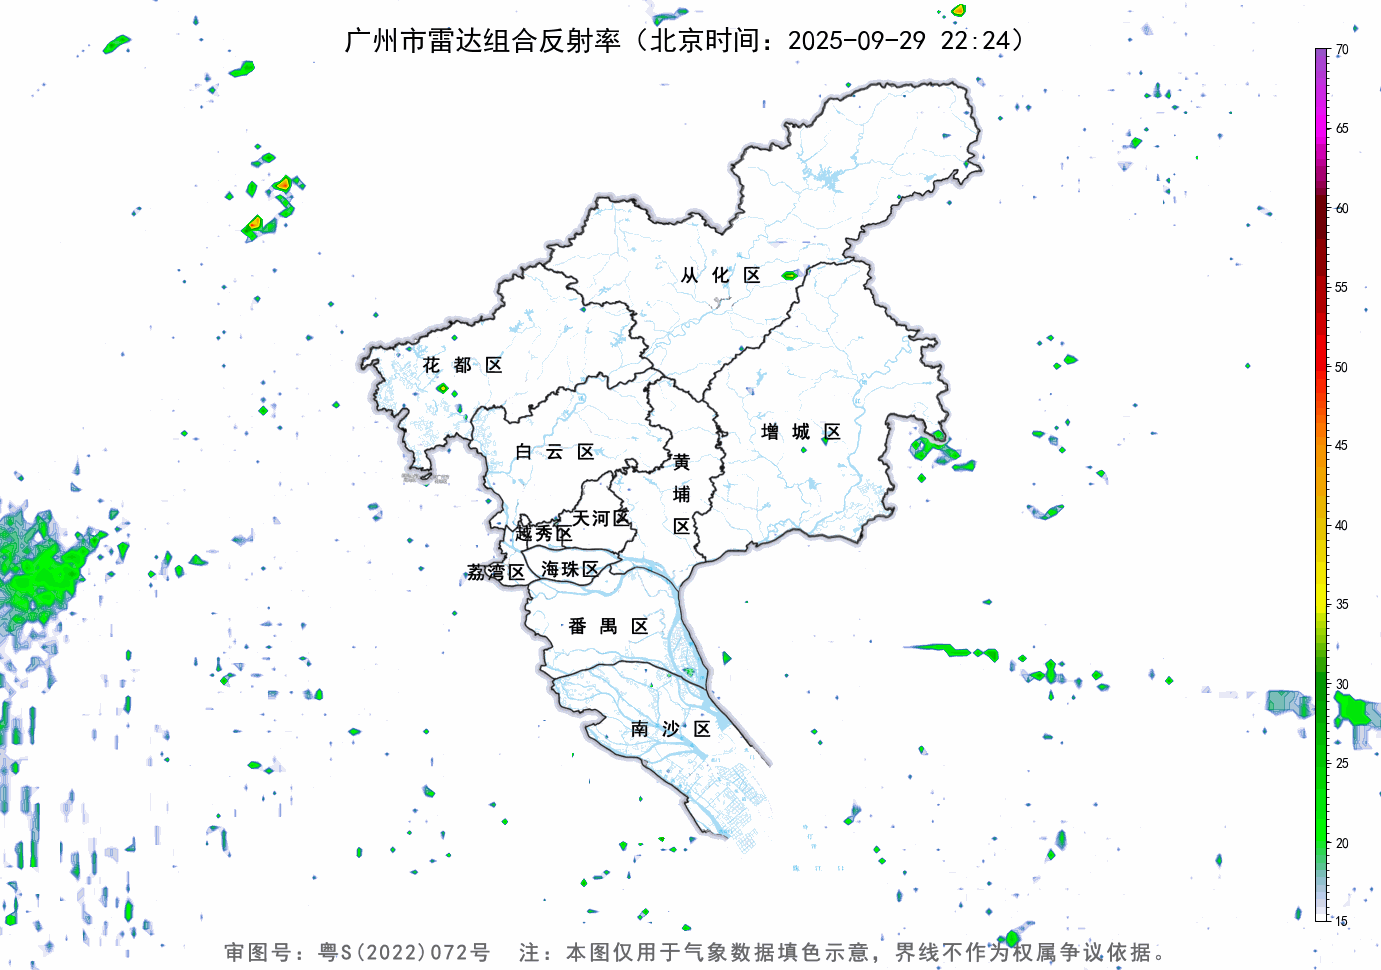 广州市雷达组合反射率（北京时间：2025-09-29 22:24）
70
65
60
55
50
45
40
35
30
25
20
15
从化区
花都区
增城区
白云区
黄埔区
天河区
越秀区
荔湾区
海珠区
番禺区
南沙区
审图号：粤S(2022)072号 注：本图仅用于气象数据填色示意，界线不作为权属争议依据。